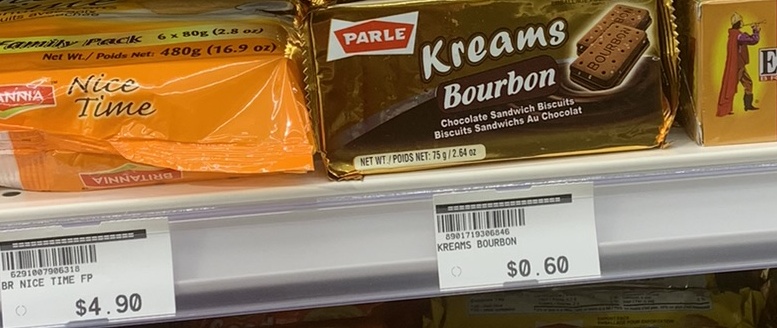 Family Pack 6 x 80g (2.8 oz)
Net Wt. / Poids Net: 480g (16.9 oz)
ANNIA
Nice
Time
BRITANNIA
PARLE
Kreams
Bourbon
BOURBON
Chocolate Sandwich Biscuits
Biscuits Sandwichs Au Chocolat
NET WT. / POIDS NET: 75 g / 2.64 oz
E
6291007906318
BR NICE TIME FP
$4.90
8901719306846
KREAMS BOURBON
$0.60